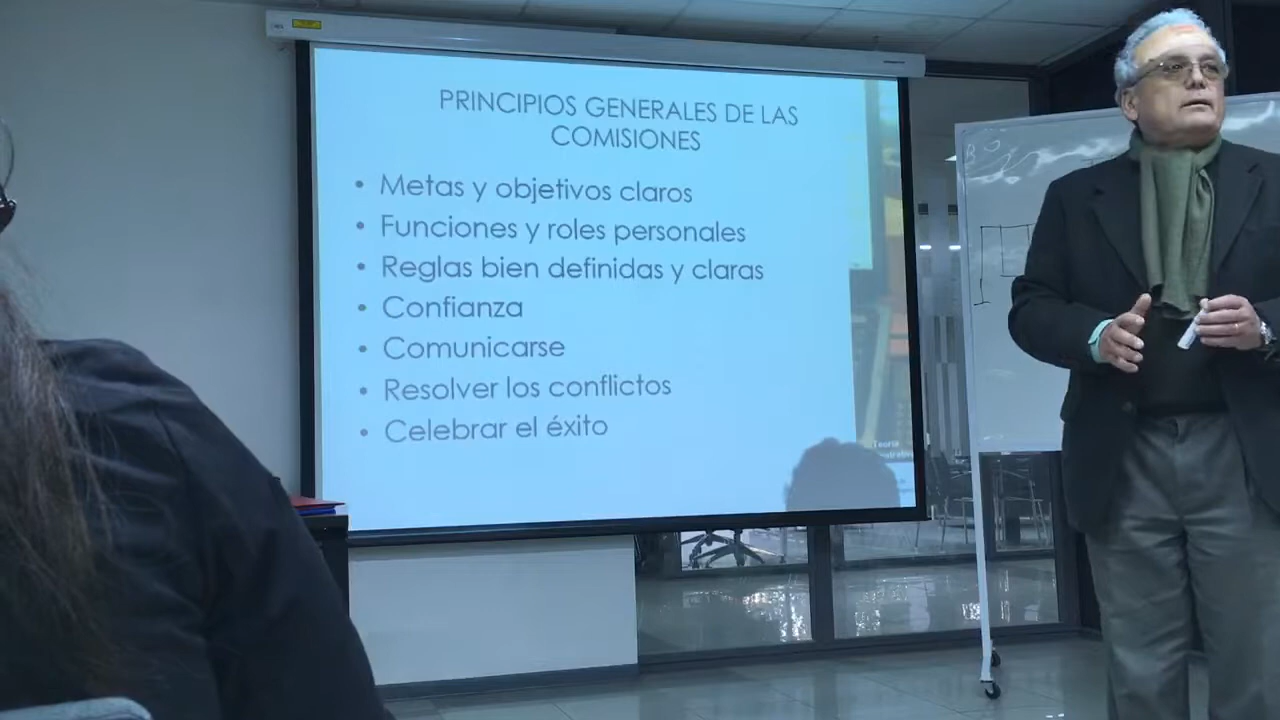 PRINCIPIOS GENERALES DE LAS
COMISIONES
• Metas y objetivos claros
• Funciones y roles personales
• Reglas bien definidas y claras
• Confianza
• Comunicarse
• Resolver los conflictos
• Celebrar el éxito
Teoría